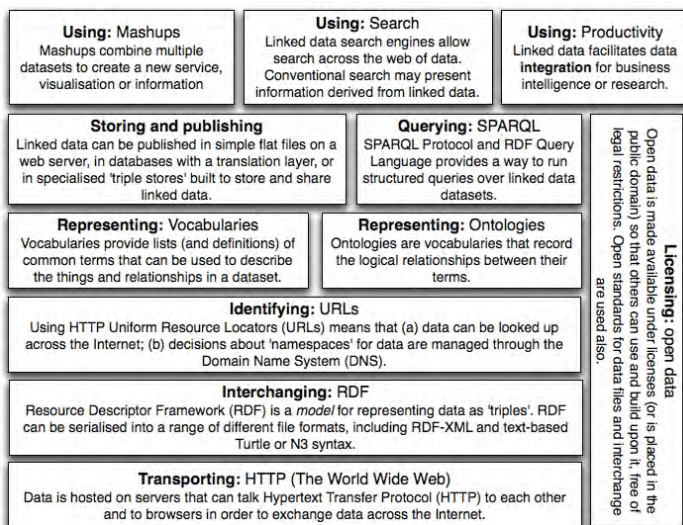 Using: Mashups
Mashups combine multiple
datasets to create a new service,
visualisation or information
Using: Search
Linked data search engines allow
search across the web of data.
Conventional search may present
information derived from linked data.
Using: Productivity
Linked data facilitates data
integration for business
intelligence or research.
Storing and publishing
Linked data can be published in simple flat files on a
web server, in databases with a translation layer, or
in specialised 'triple stores' built to store and share
linked data.
Querying: SPARQL
SPARQL Protocol and RDF Query
Language provides a way to run
structured queries over linked data
datasets.
Representing: Vocabularies
Vocabularies provide lists (and definitions) of
common terms that can be used to describe
the things and relationships in a dataset.
Representing: Ontologies
Ontologies are vocabularies that record
the logical relationships between their
terms.
Identifying: URLs
Using HTTP Uniform Resource Locators (URLs) means that (a) data can be looked up
across the Internet; (b) decisions about 'namespaces' for data are managed through the
Domain Name System (DNS).
Interchanging: RDF
Resource Descriptor Framework (RDF) is a model for representing data as 'triples'. RDF
can be serialised into a range of different file formats, including RDF-XML and text-based
Turtle or N3 syntax.
Transporting: HTTP (The World Wide Web)
Data is hosted on servers that can talk Hypertext Transfer Protocol (HTTP) to each other
and to browsers in order to exchange data across the Internet.
Licensing: open data
Open data is made available under licenses (or is placed in the
public domain) so that others can use and build upon it, free of
legal restrictions. Open standards for data files and interchange
are used also.